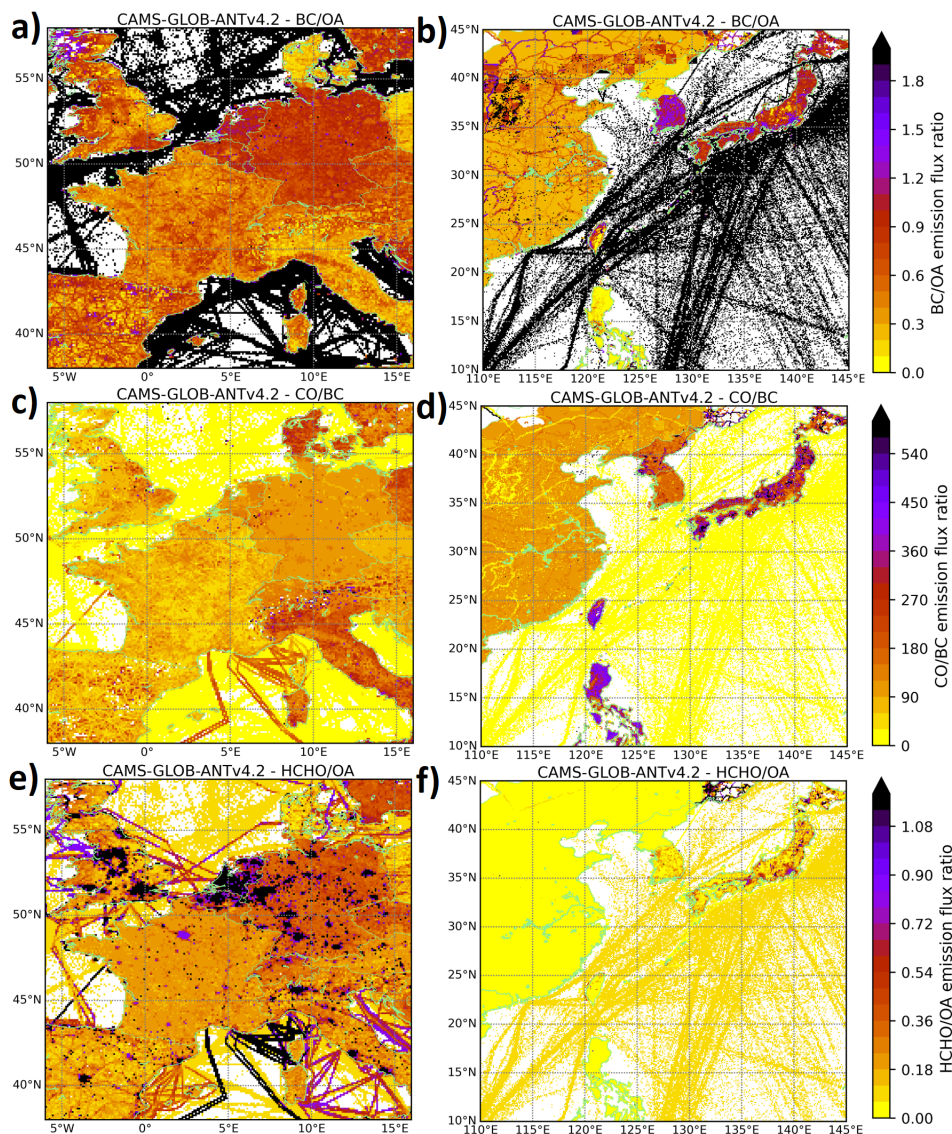 a)
CAMS-GLOB-ANTv4.2 - BC/OA
55°N
50°N
45°N
40°N
5°W 0° 5°E 10°E 15°E
b)
CAMS-GLOB-ANTv4.2 - BC/OA
45°N
40°N
35°N
30°N
25°N
20°N
15°N
10°N
110°E 115°E 120°E 125°E 130°E 135°E 140°E 145°E
1.8
1.5
1.2
0.9
0.6
0.3
0.0
BC/OA emission flux ratio
c)
CAMS-GLOB-ANTv4.2 - CO/BC
55°N
50°N
45°N
40°N
5°W 0° 5°E 10°E 15°E
d)
CAMS-GLOB-ANTv4.2 - CO/BC
45°N
40°N
35°N
30°N
25°N
20°N
15°N
10°N
110°E 115°E 120°E 125°E 130°E 135°E 140°E 145°E
540
450
360
270
180
90
0
CO/BC emission flux ratio
e)
CAMS-GLOB-ANTv4.2 - HCHO/OA
55°N
50°N
45°N
40°N
5°W 0° 5°E 10°E 15°E
f)
CAMS-GLOB-ANTv4.2 - HCHO/OA
45°N
40°N
35°N
30°N
25°N
20°N
15°N
10°N
110°E 115°E 120°E 125°E 130°E 135°E 140°E 145°E
1.08
0.90
0.72
0.54
0.36
0.18
0.00
HCHO/OA emission flux ratio